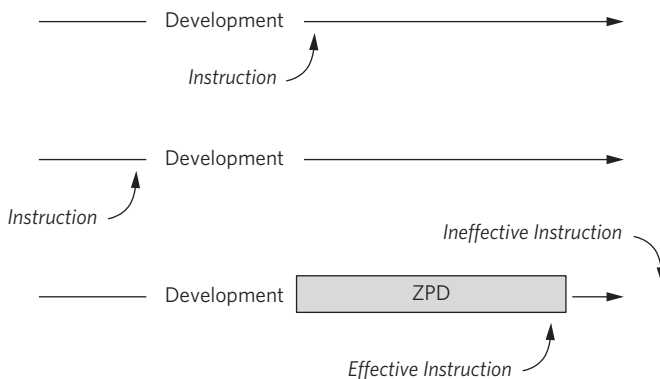 Development
Instruction
Development
Instruction
Ineffective Instruction
Development
ZPD
Effective Instruction